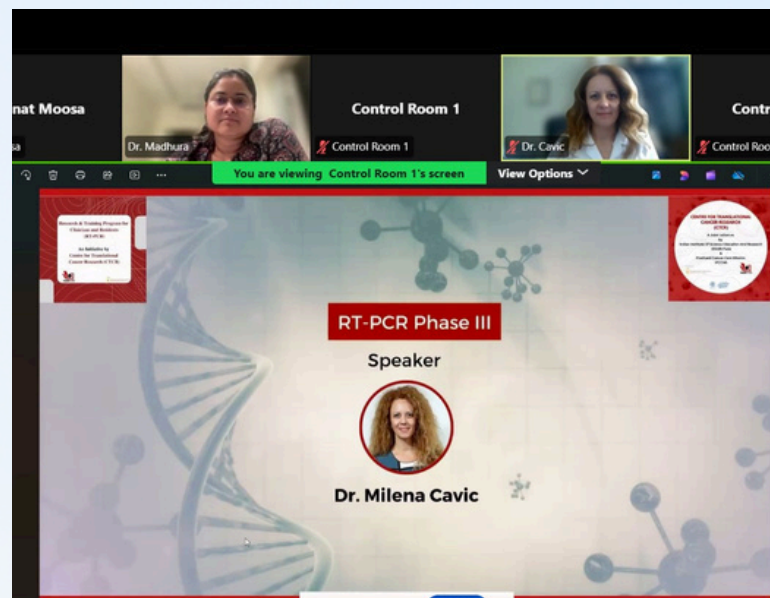 nat Moosa
Control Room 1
Contr
sa
Dr. Madhura
Control Room 1
Dr. Cavic
Control Roo
You are viewing Control Room 1's screen
View Options
Research & Training Program for
Clinicians and Residents
(RT-PCR)
An Initiative by
Centre for Translational
Cancer Research (CTCR)
CENTRE FOR TRANSLATIONAL
CANCER RESEARCH
(CTCR)
RT-PCR Phase III
Speaker
Dr. Milena Cavic